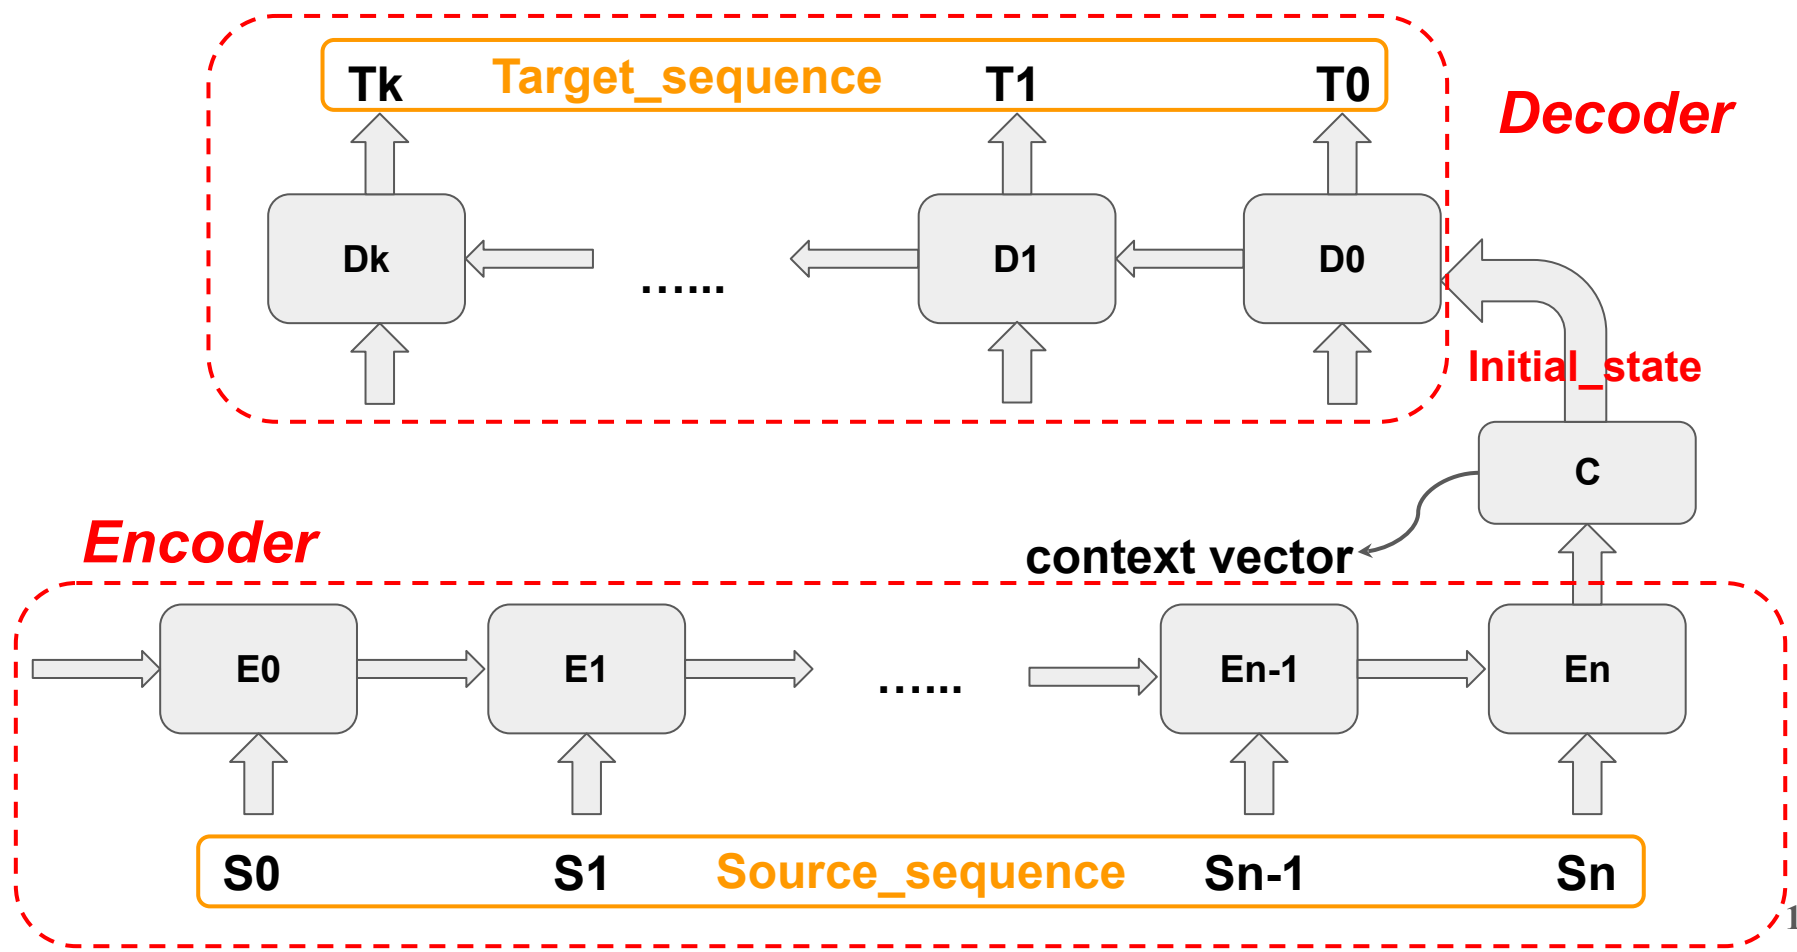 Tk Target_sequence T1 T0
Decoder
Dk D1 D0
…...
Initial_state
C
Encoder
context vector
E0 E1 En-1 En
…...
S0 S1 Source_sequence Sn-1 Sn
1